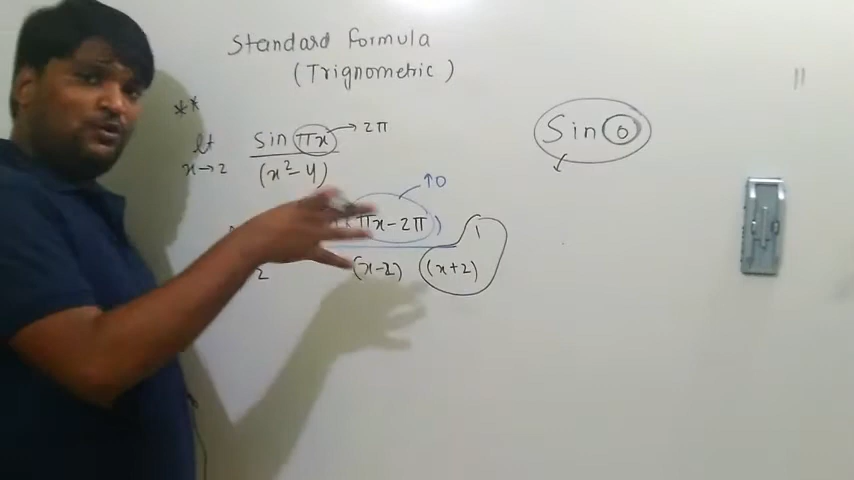 Standard Formula
(Trignometric)
**
lt
x→2
sin πx → 2π
(x²-4)
Sin 0
↑0
πx-2π)
1
2
(x-2) (x+2)